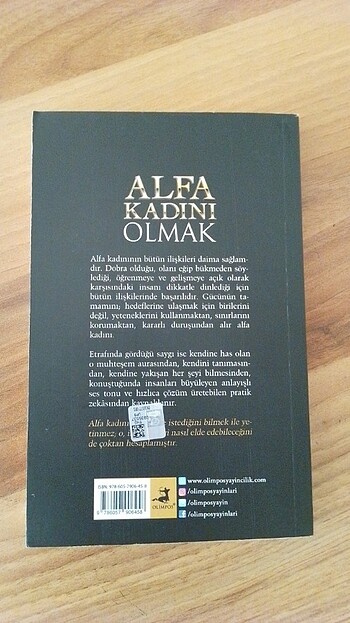 ALFA
KADINI
OLMAK
Alfa kadınının bütün ilişkileri daima sağlam-
dır. Dobra olduğu, olanı eğip bükmeden söy-
lediği, öğrenmeye ve gelişmeye açık olarak
karşısındaki insanı dikkatle dinlediği için
bütün ilişkilerinde başarılıdır. Gücünün ta-
mamını; hedeflerine ulaşmak için birilerini
değil, yeteneklerini kullanmaktan, sınırlarını
korumaktan, kararlı duruşundan alır alfa
kadını.
Etrafında gördüğü saygı ise kendine has olan
o muhteşem aurasından, kendini tanımasın-
dan, kendine yakışan her şeyi bilmesinden,
konuştuğunda insanları büyüleyen anlayışlı
ses tonu ve hızlıca çözüm üretebilen pratik
zekâsından kaynaklanır.
Alfa kadını istediğini bilmek ile ye-
tinmez; o, nasıl elde edebileceğini
de çoktan hesaplamıştır.
www.olimposyayincilik.com
/olimposyayinlari
/olimposyayin
/olimposyayinlari
OLİMPOS